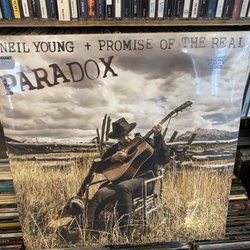 NEIL YOUNG + PROMISE OF THE REAL
PARADOX